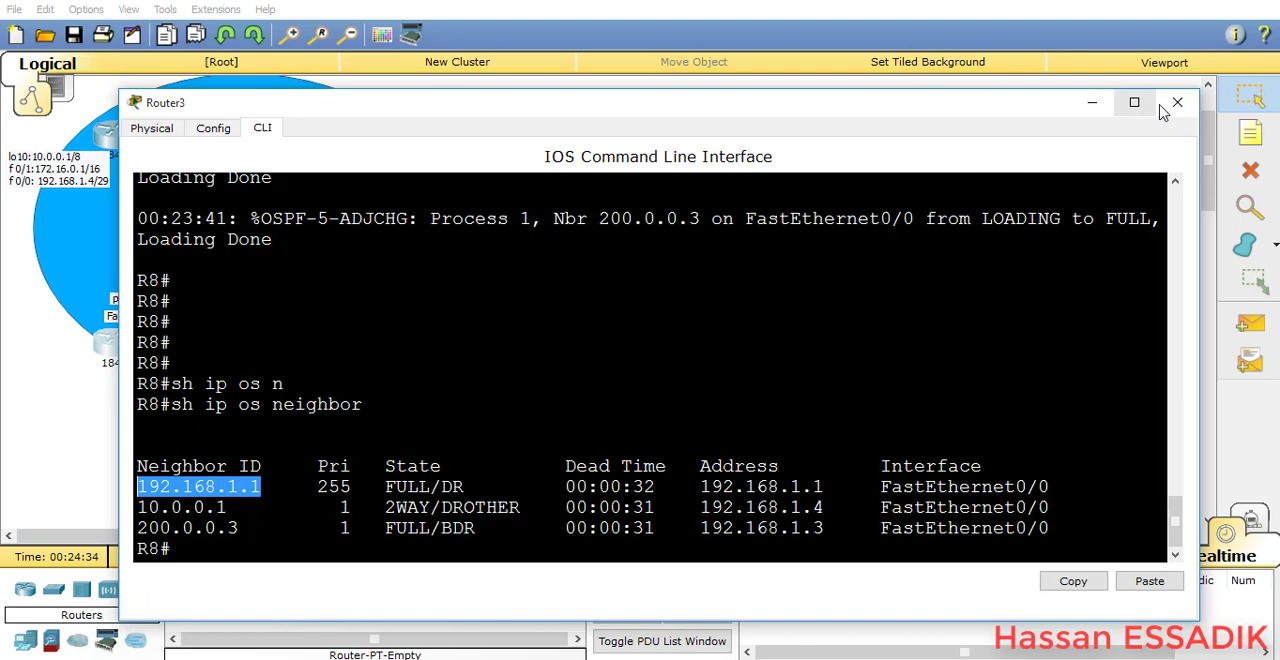 File Edit Options View Tools Extensions Help
Logical [Root] New Cluster Move Object Set Tiled Background Viewport
Router3
Physical Config CLI
IOS Command Line Interface
lo10:10.0.0.1/8
f 0/1:172.16.0.1/16
f 0/0: 192.168.1.4/29
Loading Done
00:23:41: %OSPF-5-ADJCHG: Process 1, Nbr 200.0.0.3 on FastEthernet0/0 from LOADING to FULL,
Loading Done
R8#
R8#
R8#
R8#
R8#
R8#sh ip os n
R8#sh ip os neighbor
Neighbor ID Pri State Dead Time Address Interface
192.168.1.1 255 FULL/DR 00:00:32 192.168.1.1 FastEthernet0/0
10.0.0.1 1 2WAY/DROTHER 00:00:31 192.168.1.4 FastEthernet0/0
200.0.0.3 1 FULL/BDR 00:00:31 192.168.1.3 FastEthernet0/0
R8#
Copy Paste
Time: 00:24:34
Routers
Toggle PDU List Window
Router-PT-Empty
Num
Hassan ESSADIK